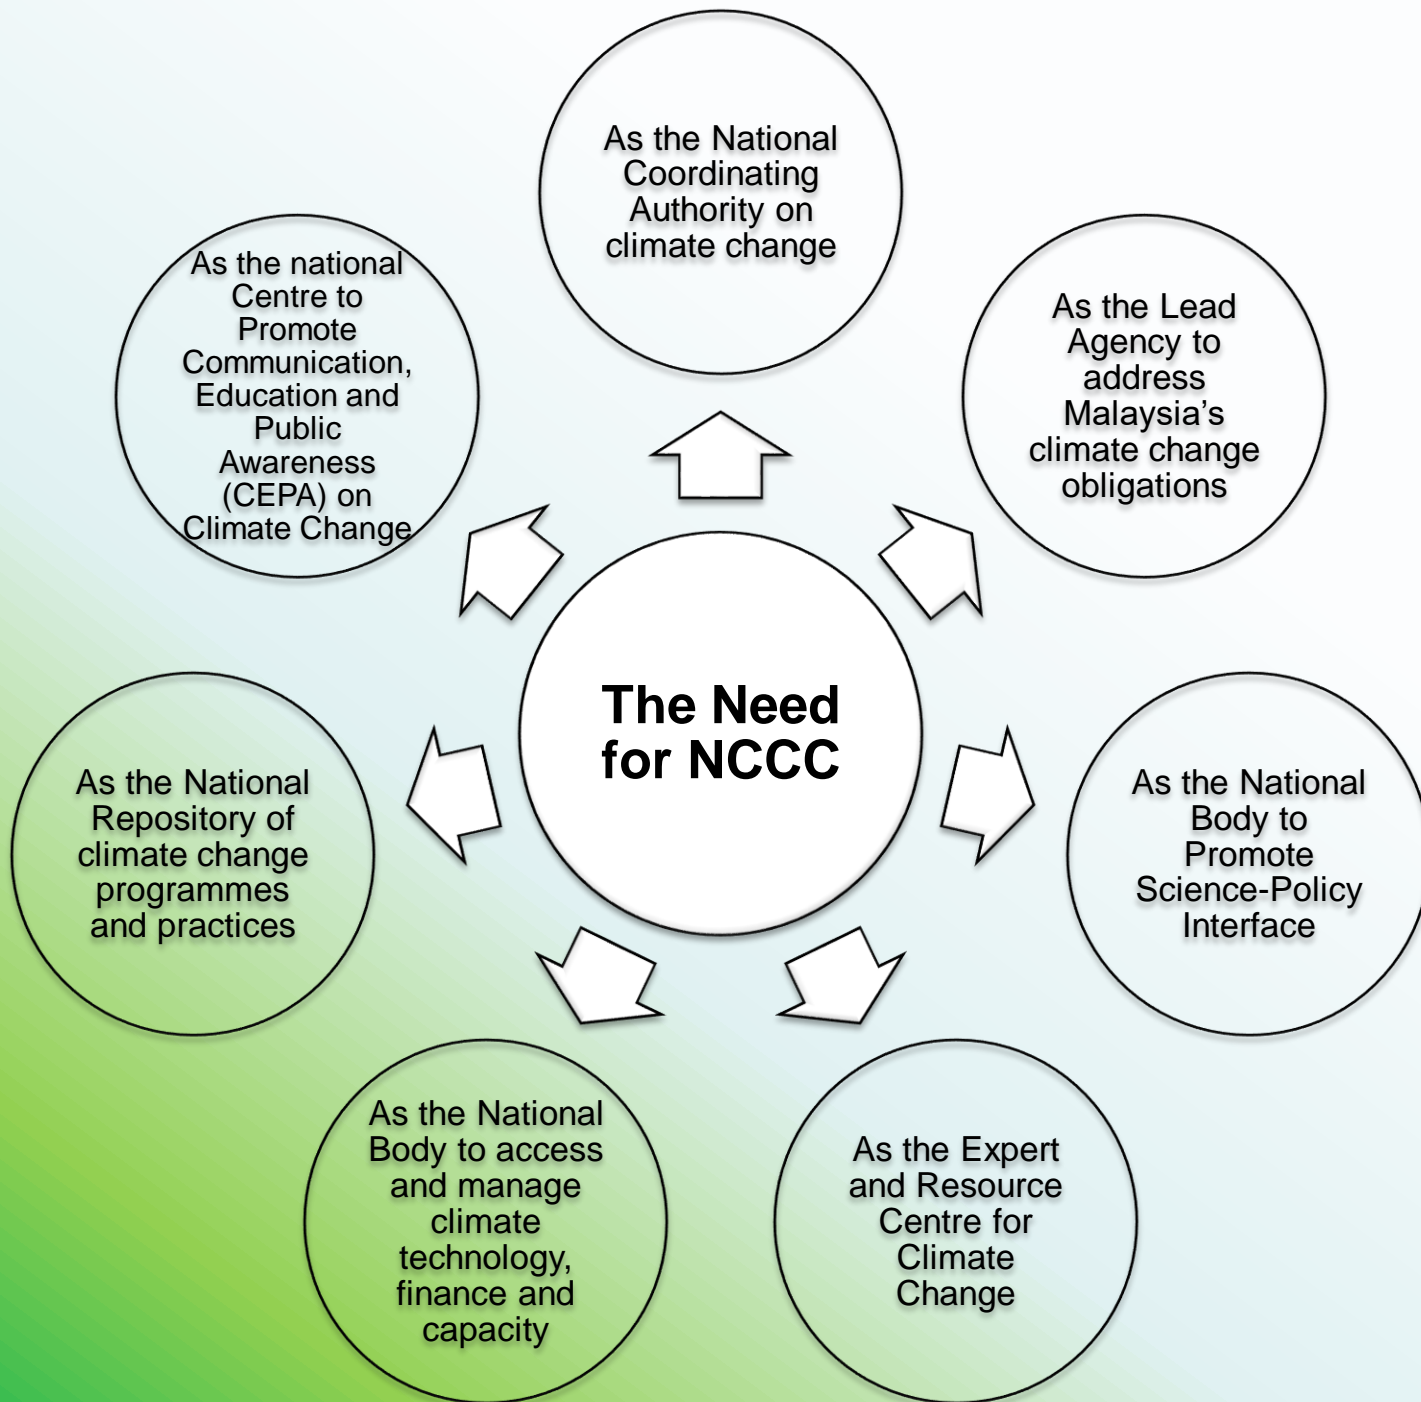 As the National
Coordinating
Authority on
climate change
As the Lead
Agency to
address
Malaysia’s
climate change
obligations
As the National
Body to
Promote
Science-Policy
Interface
As the Expert
and Resource
Centre for
Climate
Change
As the National
Body to access
and manage
climate
technology,
finance and
capacity
As the National
Repository of
climate change
programmes
and practices
As the national
Centre to
Promote
Communication,
Education and
Public
Awareness
(CEPA) on
Climate Change
The Need
for NCCC